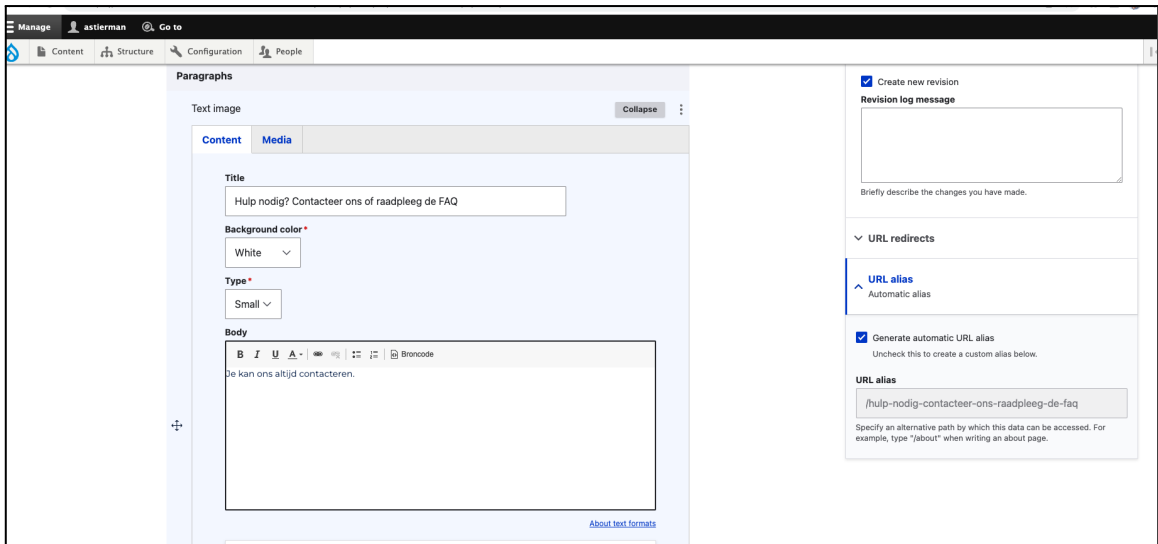 Manage astierman Go to
Content Structure Configuration People
Paragraphs
Text image Collapse
Content Media
Title
Hulp nodig? Contacteer ons of raadpleeg de FAQ
Background color*
White
Type*
Small
Body
B I U A Broncode
Je kan ons altijd contacteren.
About text formats
Create new revision
Revision log message
Briefly describe the changes you have made.
URL redirects
URL alias
Automatic alias
Generate automatic URL alias
Uncheck this to create a custom alias below.
URL alias
/hulp-nodig-contacteer-ons-raadpleeg-de-faq
Specify an alternative path by which this data can be accessed. For
example, type "/about" when writing an about page.